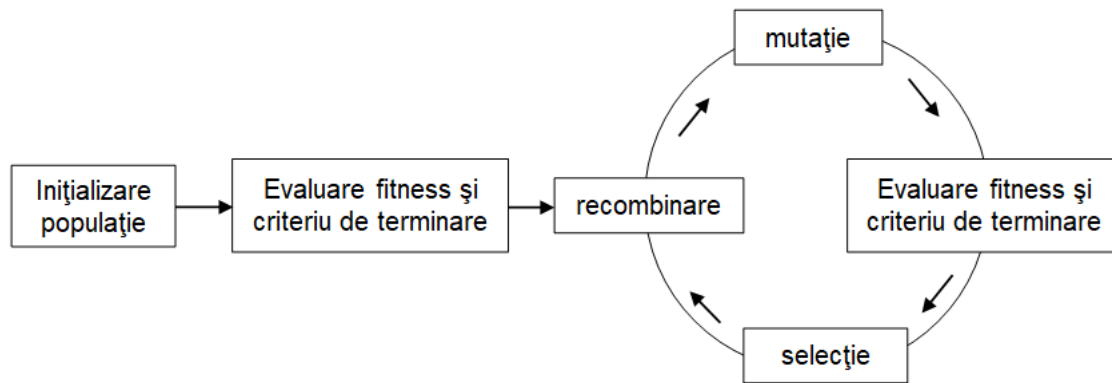 mutaţie
Iniţializare
populaţie
Evaluare fitness şi
criteriu de terminare
recombinare
Evaluare fitness şi
criteriu de terminare
selecţie